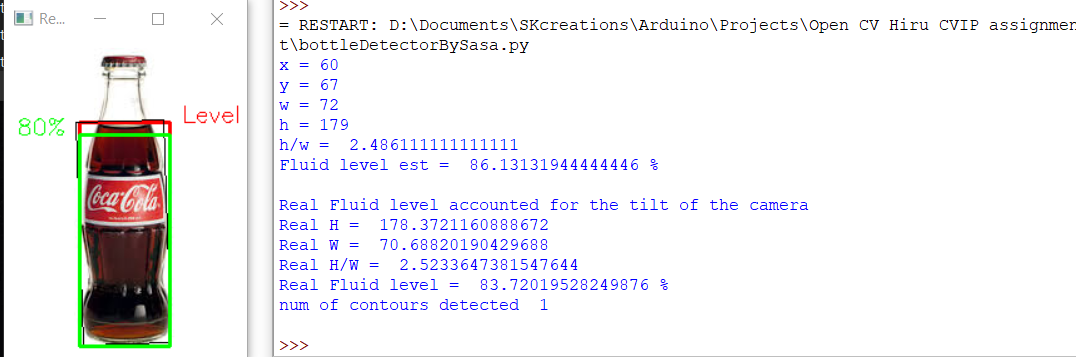 Re...
>>>
= RESTART: D:\Documents\SKcreations\Arduino\Projects\Open CV Hiru CVIP assignmen
t\bottleDetectorBySasa.py
x = 60
y = 67
w = 72
h = 179
h/w =  2.486111111111111
Fluid level est =  86.13131944444446 %
Real Fluid level accounted for the tilt of the camera
Real H =  178.3721160888672
Real W =  70.68820190429688
Real H/W =  2.5233647381547644
Real Fluid level =  83.72019528249876 %
num of contours detected  1
>>>
Level
80%
Coca-Cola